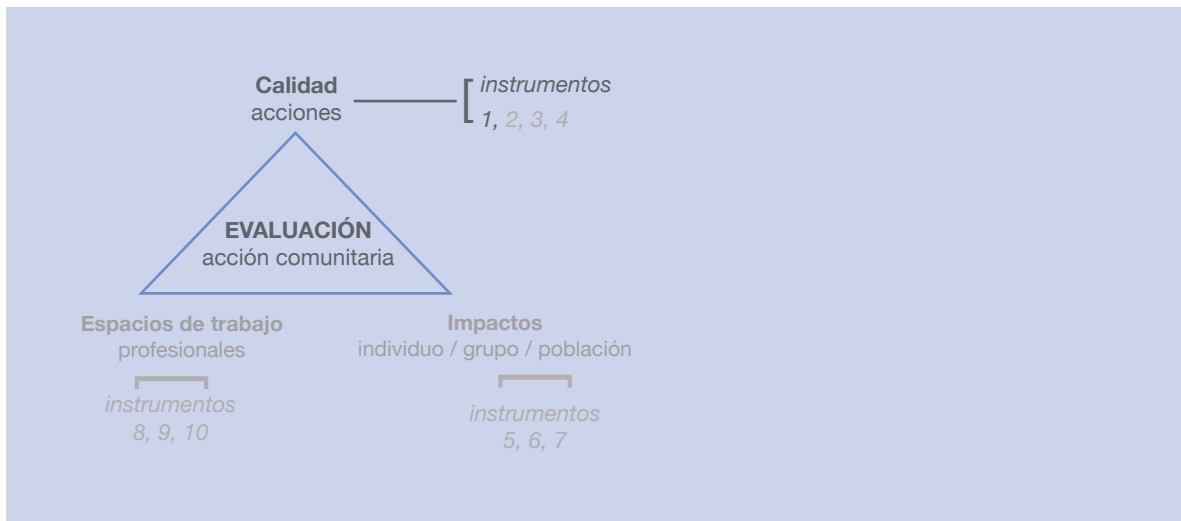 Calidad
acciones
instrumentos
1, 2, 3, 4
EVALUACIÓN
acción comunitaria
Espacios de trabajo
profesionales
instrumentos
8, 9, 10
Impactos
individuo / grupo / población
instrumentos
5, 6, 7